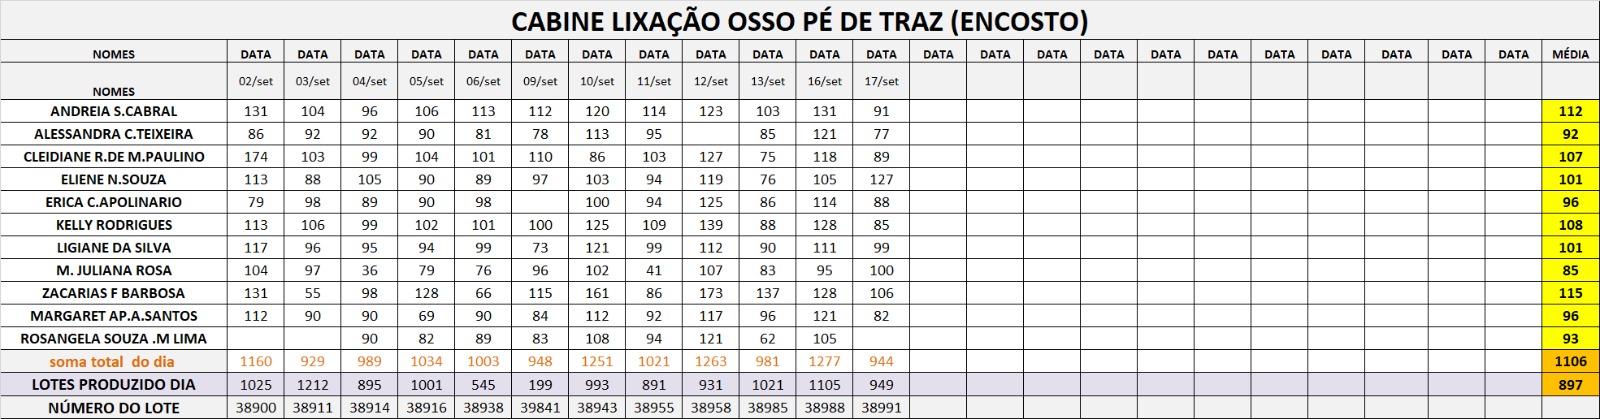 CABINE LIXAÇÃO OSSO PÉ DE TRAZ (ENCOSTO)
NOMES DATA DATA DATA DATA DATA DATA DATA DATA DATA DATA DATA DATA DATA DATA DATA DATA DATA DATA DATA DATA DATA DATA DATA MÉDIA
NOMES 02/set 03/set 04/set 05/set 06/set 09/set 10/set 11/set 12/set 13/set 16/set 17/set
ANDREIA S.CABRAL 131 104 96 106 113 112 120 114 123 103 131 91 112
ALESSANDRA C.TEIXEIRA 86 92 92 90 81 78 113 95 85 121 77 92
CLEIDIANE R.DE M.PAULINO 174 103 99 104 101 110 86 103 127 75 118 89 107
ELIENE N.SOUZA 113 88 105 90 89 97 103 94 119 76 105 127 101
ERICA C.APOLINARIO 79 98 89 90 98 100 94 125 86 114 88 96
KELLY RODRIGUES 113 106 99 102 101 100 125 109 139 88 128 85 108
LIGIANE DA SILVA 117 96 95 94 99 73 121 99 112 90 111 99 101
M. JULIANA ROSA 104 97 36 79 76 96 102 41 107 83 95 100 85
ZACARIAS F BARBOSA 131 55 98 128 66 115 161 86 173 137 128 106 115
MARGARET AP.A.SANTOS 112 90 90 69 90 84 112 92 117 96 121 82 96
ROSANGELA SOUZA .M LIMA 90 82 89 83 108 94 121 62 105 93
soma total do dia 1160 929 989 1034 1003 948 1251 1021 1263 981 1277 944 1106
LOTES PRODUZIDO DIA 1025 1212 895 1001 545 199 993 891 931 1021 1105 949 897
NÚMERO DO LOTE 38900 38911 38914 38916 38938 39841 38943 38955 38958 38985 38988 38991